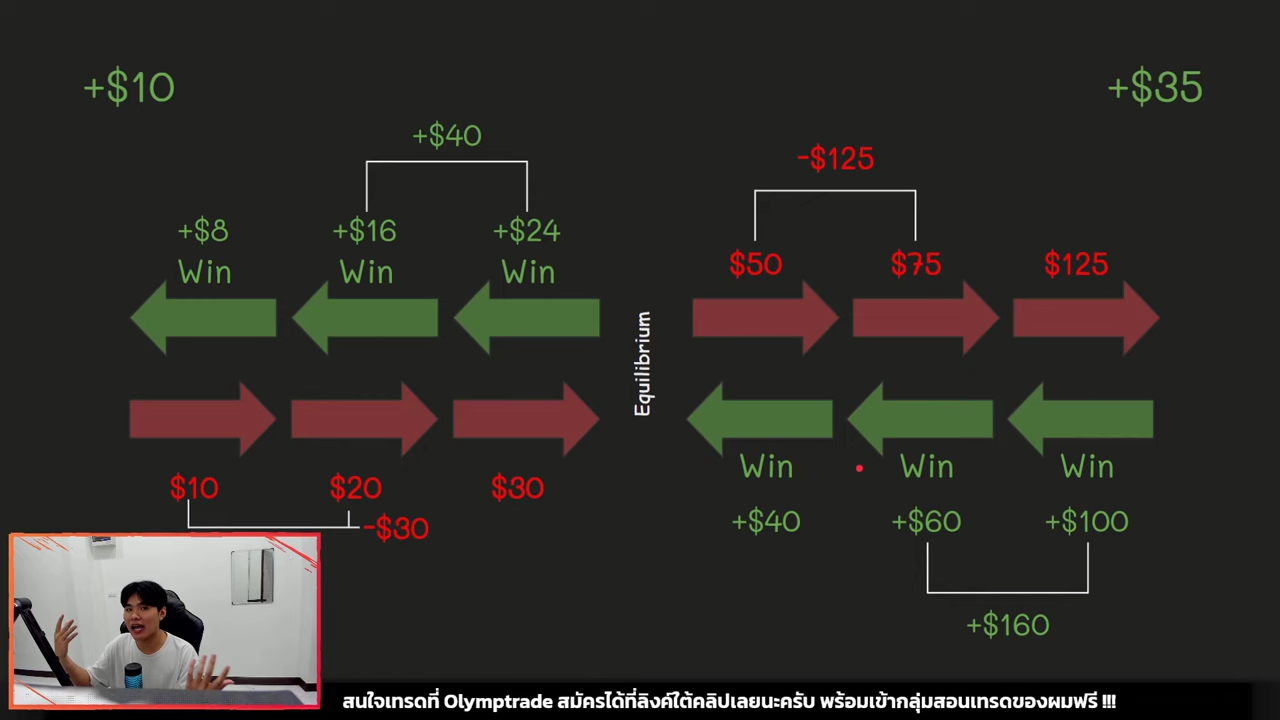 +$10
+$35
+$40
-$125
+$8
+$16
+$24
Win
Win
Win
$50
$75
$125
Equilibrium
$10
$20
$30
-$30
Win
Win
Win
+$40
+$60
+$100
+$160
สนใจเทรดที่ Olymptrade สมัครได้ที่ลิงค์ใต้คลิปเลยนะครับ พร้อมเข้ากลุ่มสอนเทรดของผมฟรี !!!